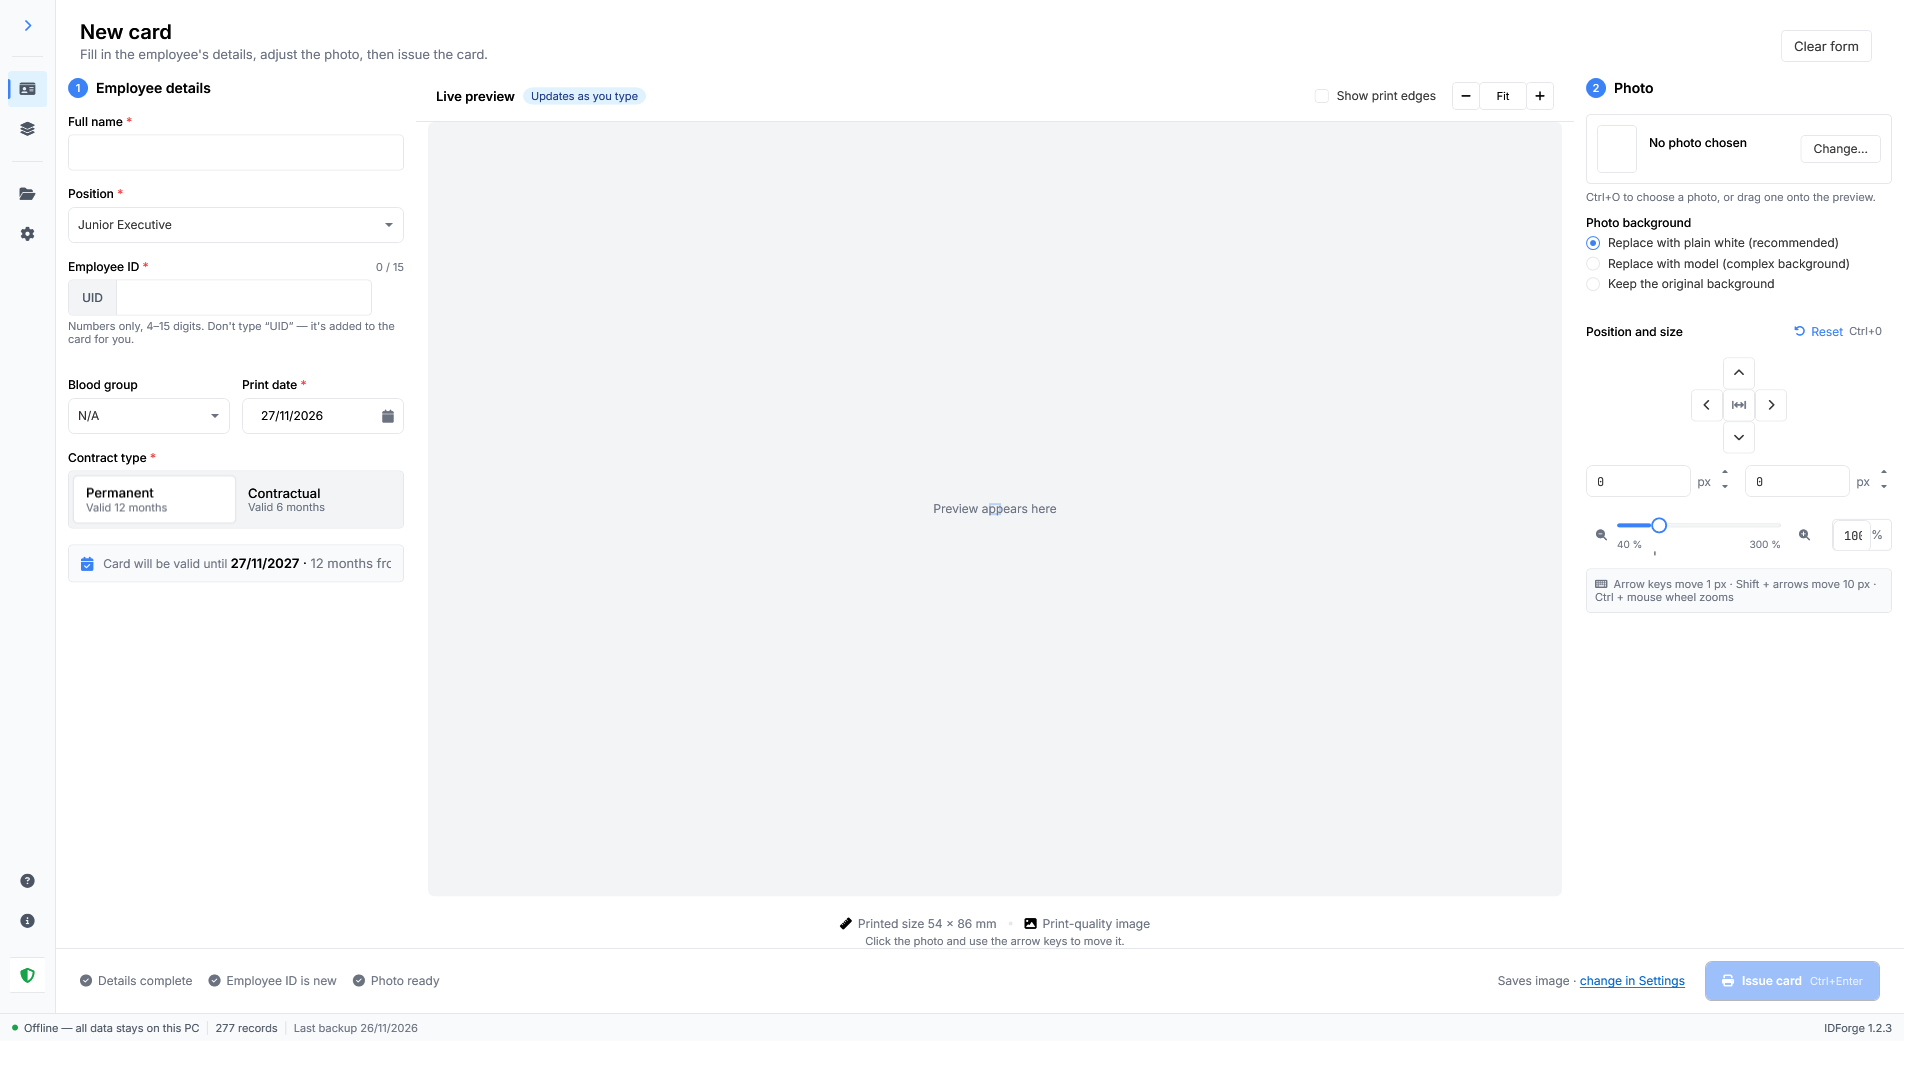 New card
Fill in the employee's details, adjust the photo, then issue the card.
Clear form
1 Employee details
Full name *
Position *
Junior Executive
Employee ID * 0 / 15
UID
Numbers only, 4–15 digits. Don't type “UID” — it's added to the
card for you.
Blood group
Print date *
N/A
27/11/2026
Contract type *
Permanent
Valid 12 months
Contractual
Valid 6 months
Card will be valid until 27/11/2027 · 12 months frc
Live preview Updates as you type
Show print edges
Fit
Preview appears here
Printed size 54 × 86 mm · Print-quality image
Click the photo and use the arrow keys to move it.
2 Photo
No photo chosen
Change...
Ctrl+O to choose a photo, or drag one onto the preview.
Photo background
Replace with plain white (recommended)
Replace with model (complex background)
Keep the original background
Position and size
Reset Ctrl+0
0 px
0 px
40 %
300 %
100 %
Arrow keys move 1 px · Shift + arrows move 10 px ·
Ctrl + mouse wheel zooms
Details complete
Employee ID is new
Photo ready
Saves image · change in Settings
Issue card Ctrl+Enter
Offline — all data stays on this PC
277 records
Last backup 26/11/2026
IDForge 1.2.3